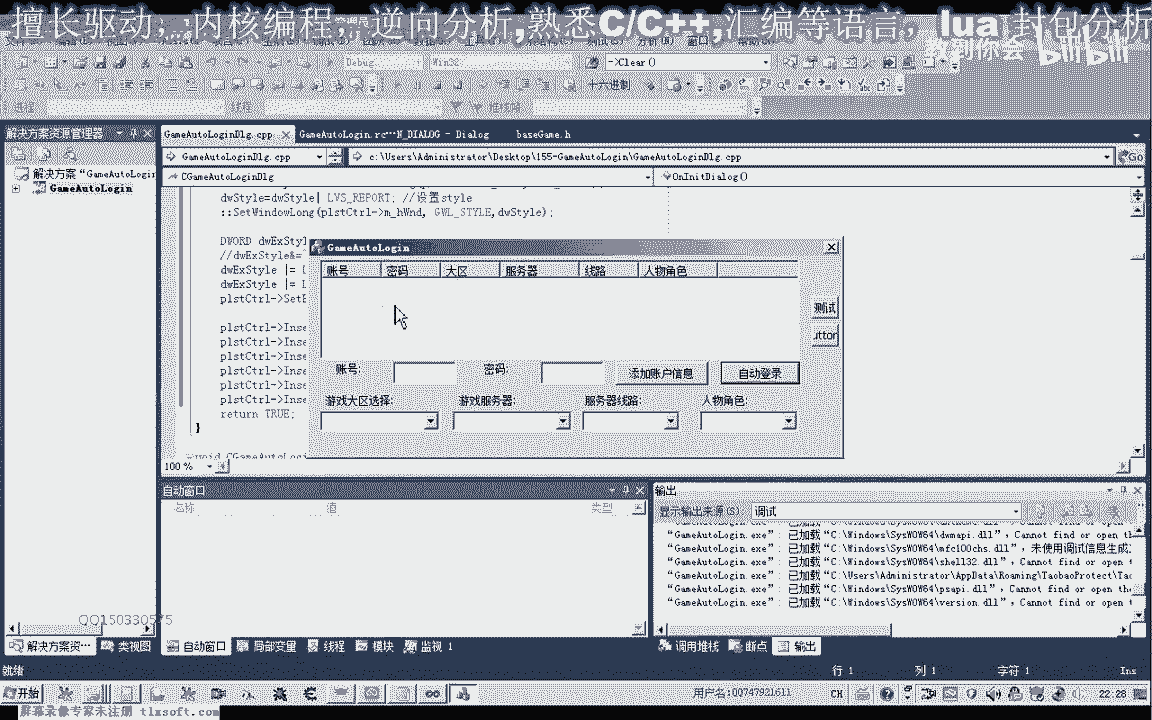 擅长驱动，内核编程，逆向分析,熟悉C/C++,汇编等语言，lua 封包分析
教到你会 bilibili
Debug Win32 ->Clear()
十六进制
解决方案资源管理器
GameAutoLoginDlg.cpp GameAutoLogin.rc…N_DIALOG - Dialog baseGame.h
GameAutoLoginDlg.cpp c:\Users\Administrator\Desktop\155-GameAutoLogin\GameAutoLoginDlg.cpp Go
解决方案“GameAutoLogin
GameAutoLogin
CGameAutoLoginDlg OnInitDialog()
dwStyle=dwStyle| LVS_REPORT; //设置style
::SetWindowLong(plstCtrl->m_hWnd, GWL_STYLE,dwStyle);
DWORD dwExStyl
//dwExStyle&=
dwExStyle |= L
dwExStyle |= L
plstCtrl->SetE
plstCtrl->Inse
plstCtrl->Inse
plstCtrl->Inse
plstCtrl->Inse
plstCtrl->Inse
plstCtrl->Inse
return TRUE;
}
GameAutoLogin
账号 密码 大区 服务器 线路 人物角色
测试
utton
账号: 密码: 添加账户信息 自动登录
游戏大区选择: 游戏服务器: 服务器线路: 人物角色:
100 %
自动窗口
名称 值 类型
输出
显示输出来源(S): 调试
“GameAutoLogin.exe”: 已加载“C:\Windows\SysWOW64\dwmapi.dll”，Cannot find or open th
“GameAutoLogin.exe”: 已加载“C:\Windows\SysWOW64\mfc100chs.dll”，未使用调试信息生成
“GameAutoLogin.exe”: 已加载“C:\Windows\SysWOW64\shell32.dll”，Cannot find or open t
“GameAutoLogin.exe”: 已加载“C:\Users\Administrator\AppData\Roaming\TaobaoProtect\Tao
“GameAutoLogin.exe”: 已加载“C:\Windows\SysWOW64\psapi.dll”，Cannot find or open the
“GameAutoLogin.exe”: 已加载“C:\Windows\SysWOW64\version.dll”，Cannot find or open t
QQ150330575
解决方案资… 类视图 自动窗口 局部变量 线程 模块 监视 1 调用堆栈 断点 输出
就绪 行 1 列 1 字符 1 Ins
开始 用户名:00747921611 CH 22:28
屏幕录像专家未注册 tlxsoft.com